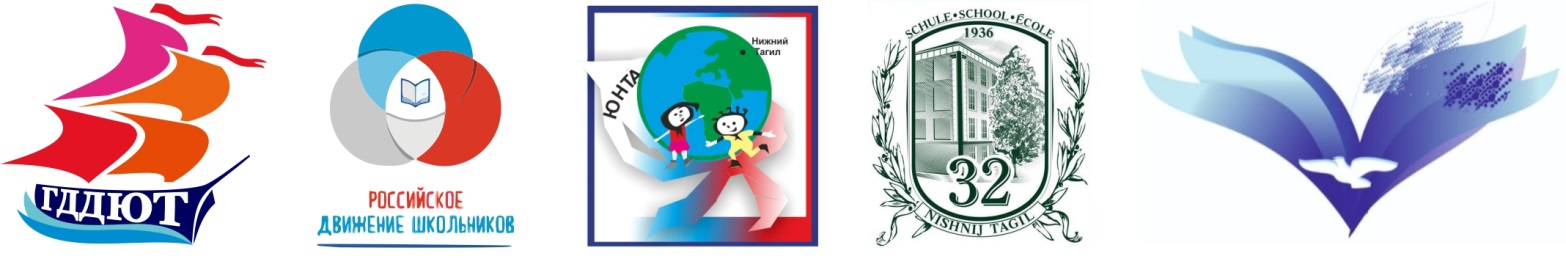 ГДДЮТ
РОССИЙСКОЕ
ДВИЖЕНИЕ ШКОЛЬНИКОВ
Нижний
Тагил
ЮНТА
SCHULE•SCHOOL•ÉCOLE
1936
32
NISHNIJ TAGIL